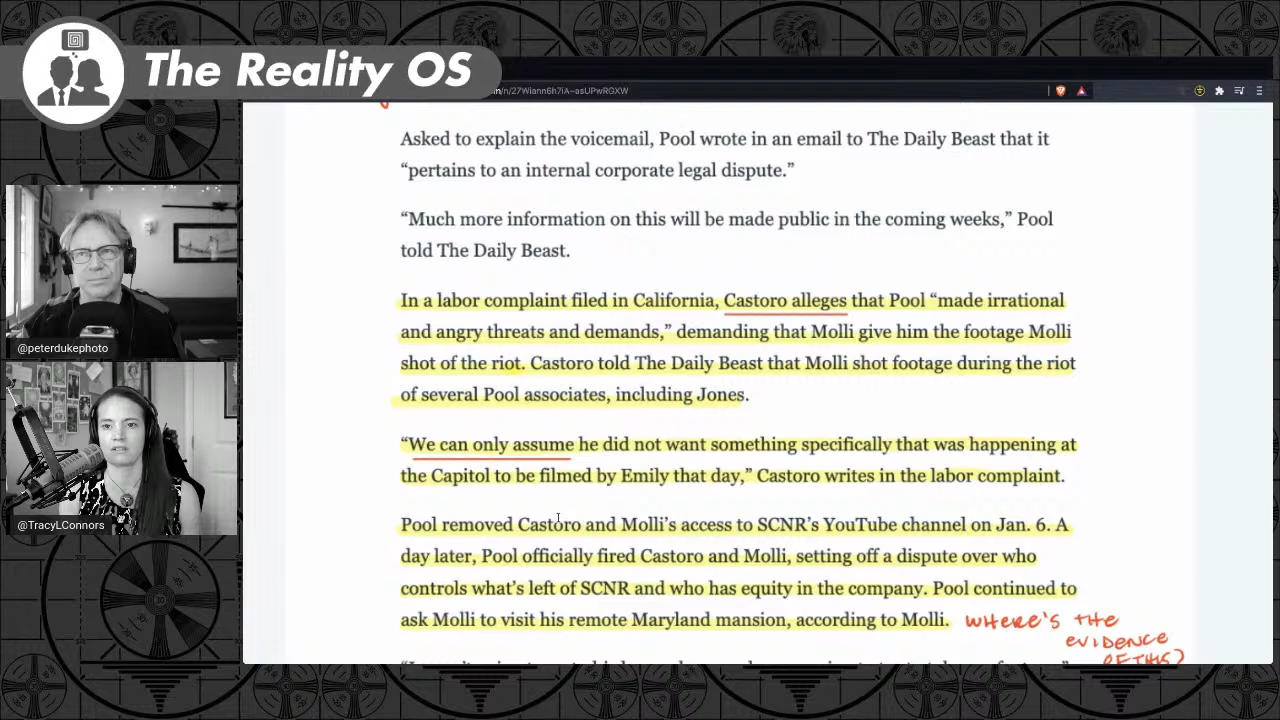 The Reality OS
n/27Wiann6h7iA-asUPwRGXW
Asked to explain the voicemail, Pool wrote in an email to The Daily Beast that it
“pertains to an internal corporate legal dispute.”
“Much more information on this will be made public in the coming weeks,” Pool
told The Daily Beast.
In a labor complaint filed in California, Castoro alleges that Pool “made irrational
and angry threats and demands,” demanding that Molli give him the footage Molli
shot of the riot. Castoro told The Daily Beast that Molli shot footage during the riot
of several Pool associates, including Jones.
“We can only assume he did not want something specifically that was happening at
the Capitol to be filmed by Emily that day,” Castoro writes in the labor complaint.
Pool removed Castoro and Molli’s access to SCNR’s YouTube channel on Jan. 6. A
day later, Pool officially fired Castoro and Molli, setting off a dispute over who
controls what’s left of SCNR and who has equity in the company. Pool continued to
ask Molli to visit his remote Maryland mansion, according to Molli.
WHERE'S THE
EVIDENCE
OF THIS?
@peterdukephoto
@TracyLConnors